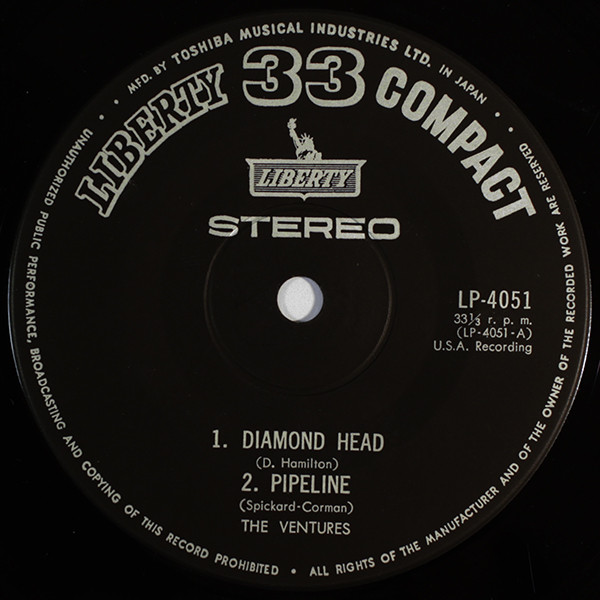 • MFD. BY TOSHIBA MUSICAL INDUSTRIES LTD. IN JAPAN •
LIBERTY 33 COMPACT
LIBERTY
STEREO
LP-4051
33⅓ r. p. m.
(LP-4051-A)
U.S.A. Recording
1. DIAMOND HEAD
(D. Hamilton)
2. PIPELINE
(Spickard-Corman)
THE VENTURES
UNAUTHORIZED PUBLIC PERFORMANCE, BROADCASTING AND COPYING OF THIS RECORD PROHIBITED • ALL RIGHTS OF THE MANUFACTURER AND OF THE OWNER OF THE RECORDED WORK ARE RESERVED